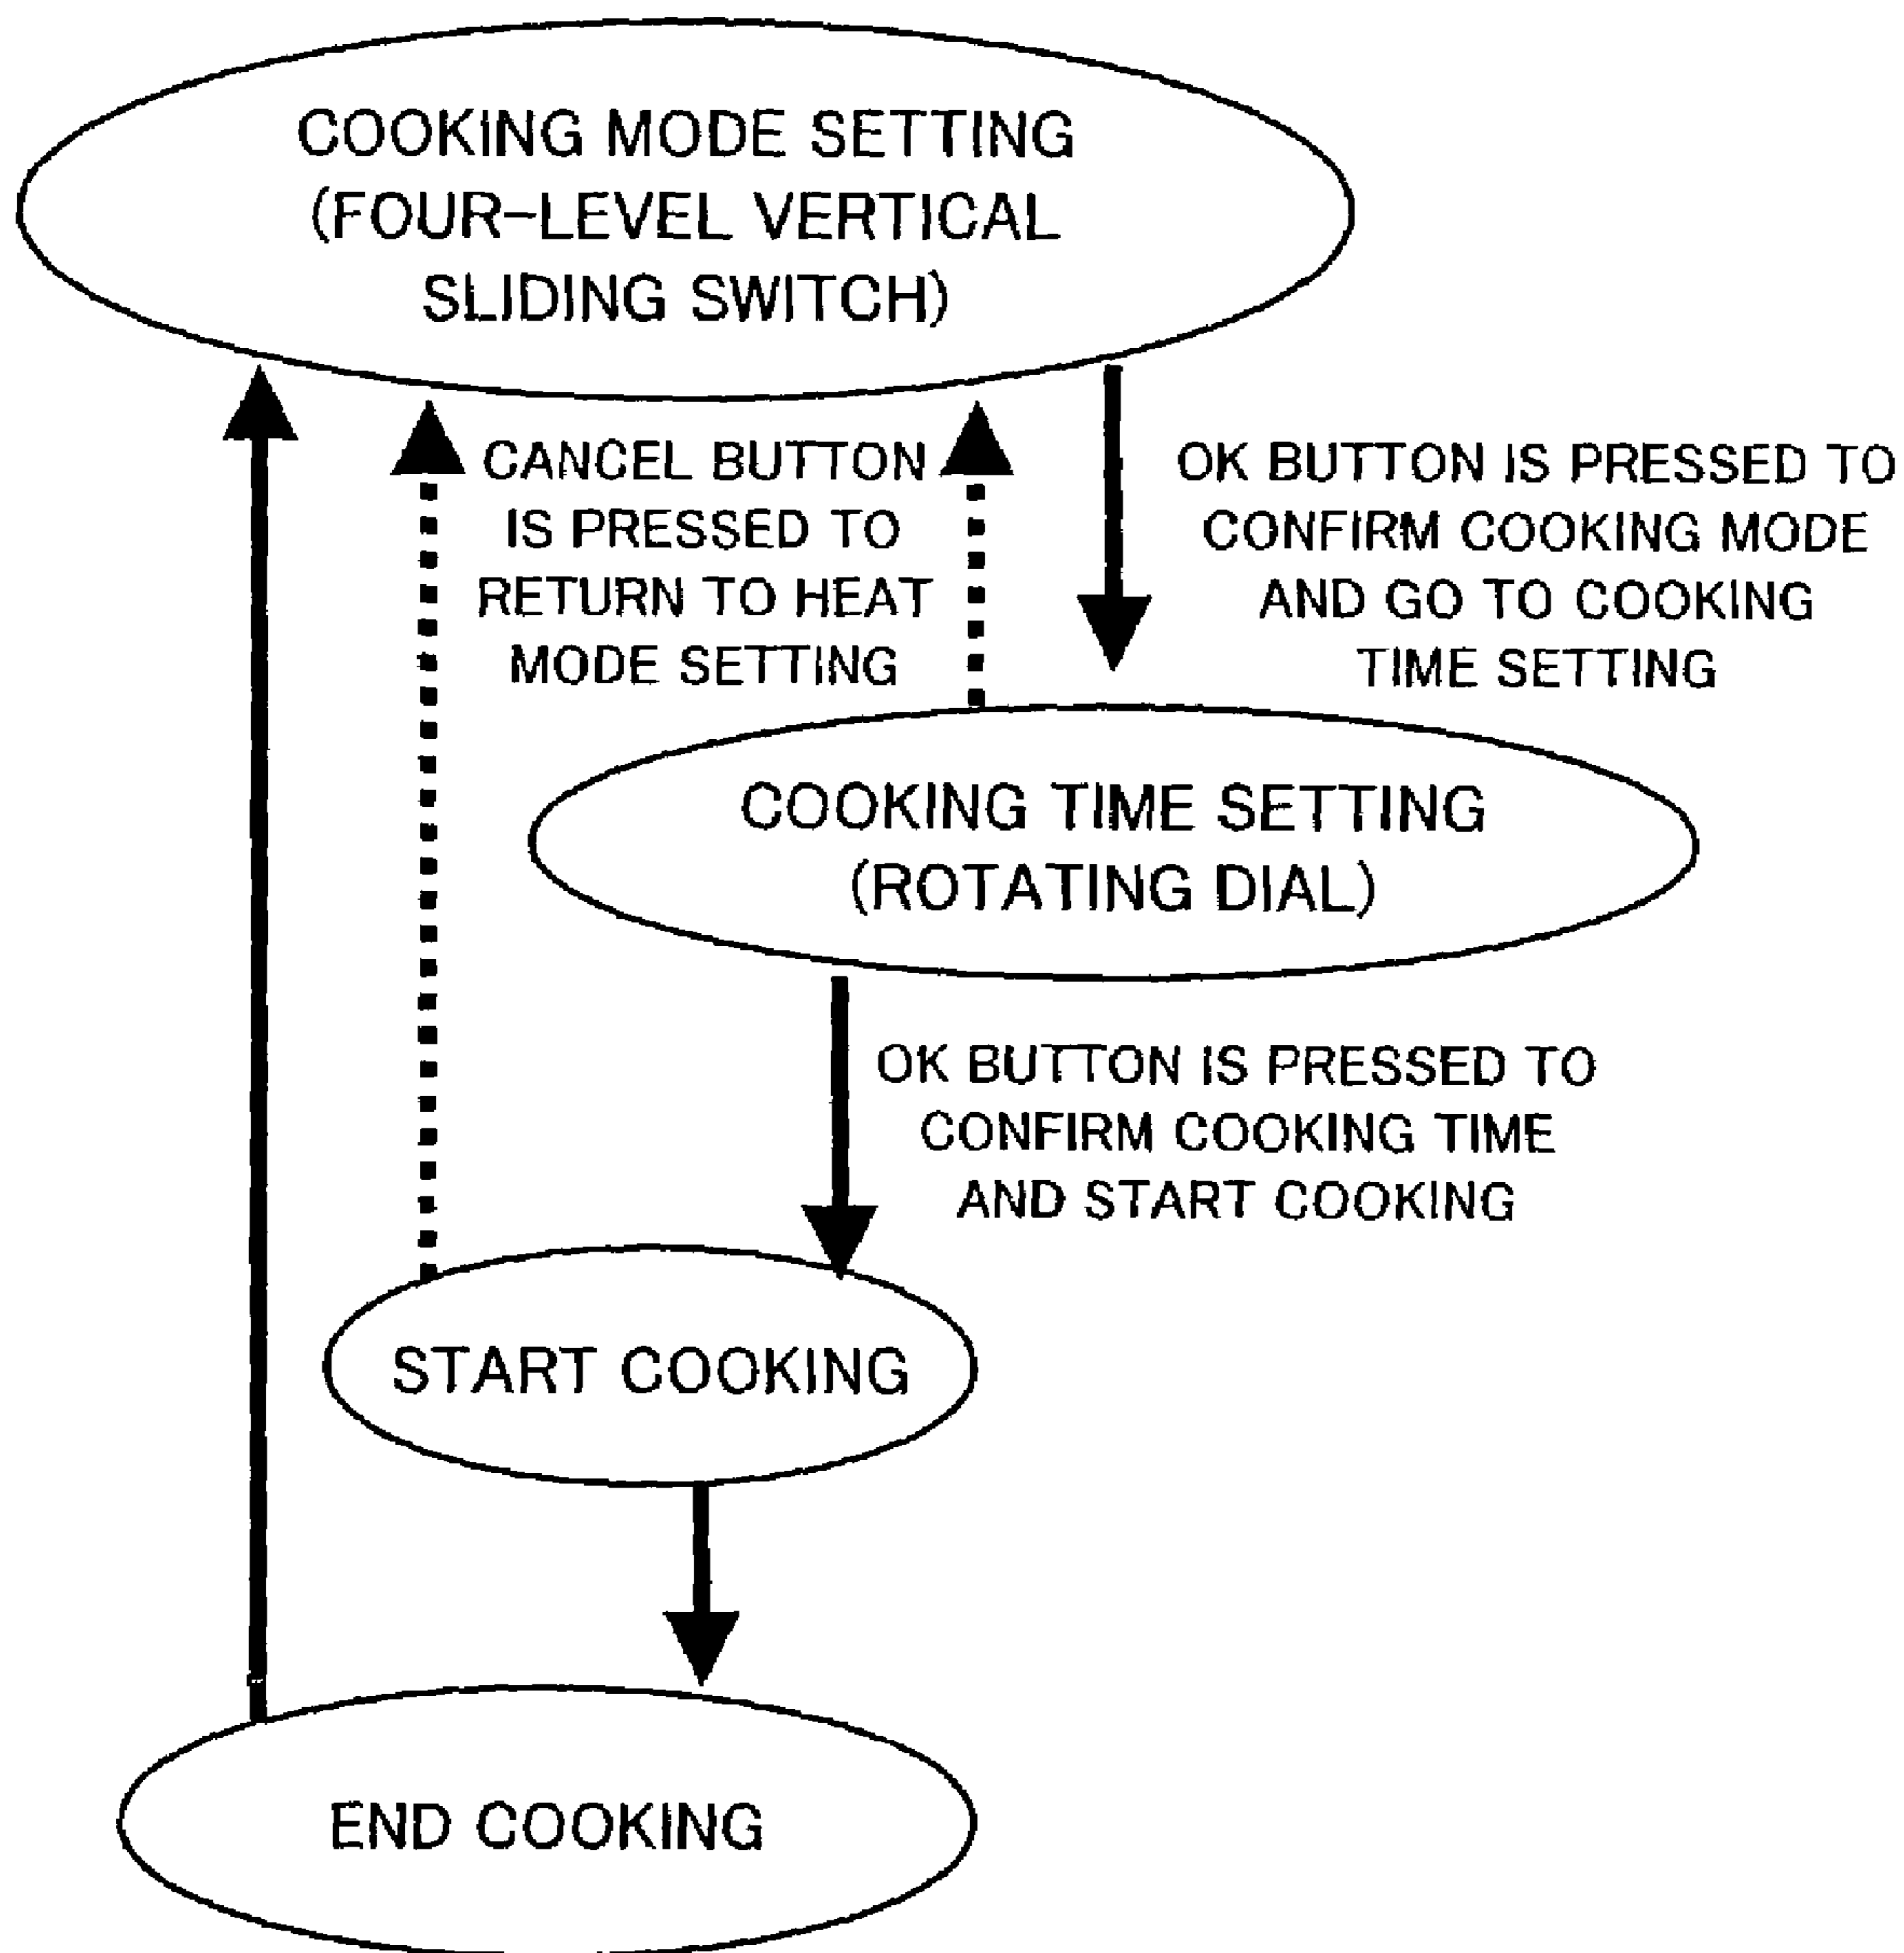 COOKING MODE SETTING
(FOUR-LEVEL VERTICAL
SLIDING SWITCH)
CANCEL BUTTON
IS PRESSED TO
RETURN TO HEAT
MODE SETTING
OK BUTTON IS PRESSED TO
CONFIRM COOKING MODE
AND GO TO COOKING
TIME SETTING
COOKING TIME SETTING
(ROTATING DIAL)
OK BUTTON IS PRESSED TO
CONFIRM COOKING TIME
AND START COOKING
START COOKING
END COOKING